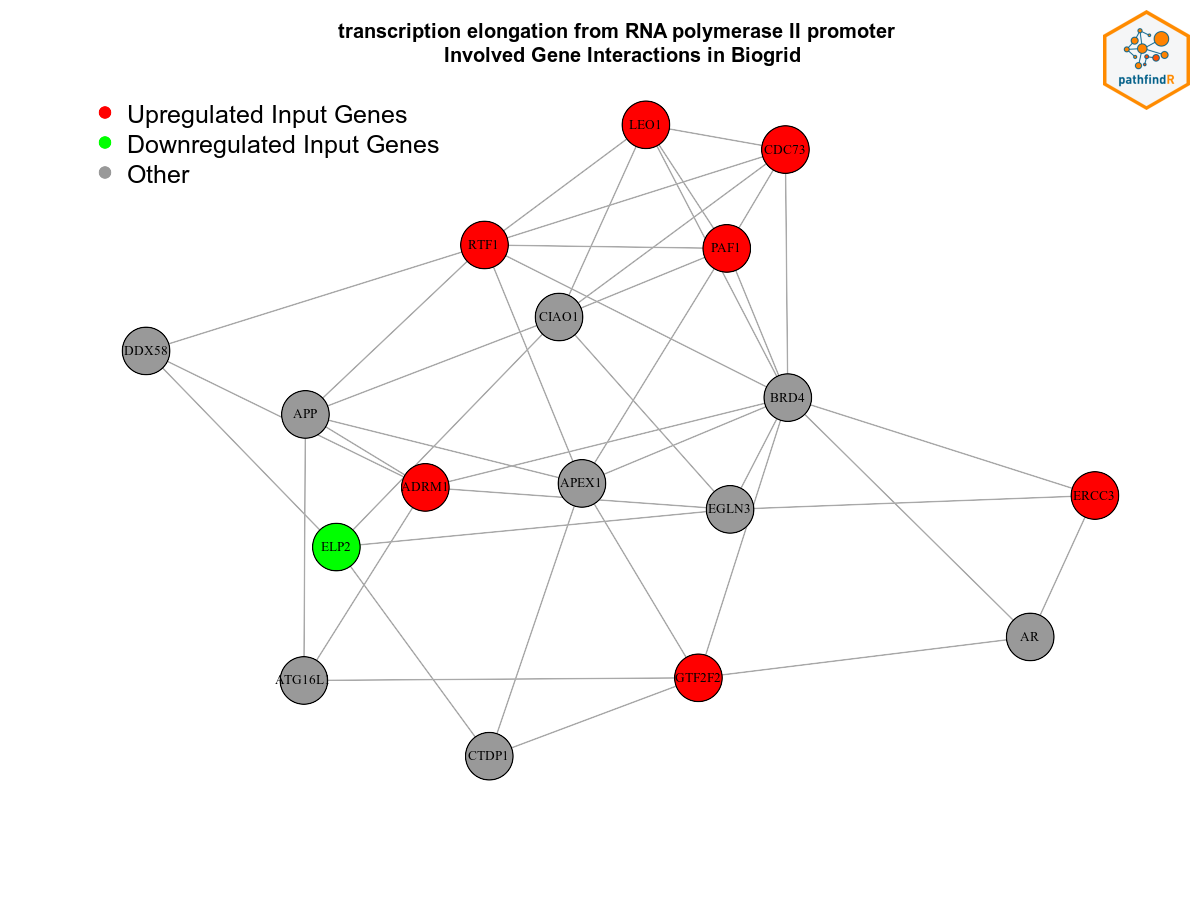 transcription elongation from RNA polymerase II promoter
Involved Gene Interactions in Biogrid
pathfindR
Upregulated Input Genes
Downregulated Input Genes
Other
LEO1
CDC73
RTF1
PAF1
CIAO1
DDX58
BRD4
APP
ADRM1
APEX1
ERCC3
EGLN3
ELP2
AR
ATG16L
GTF2F2
CTDP1